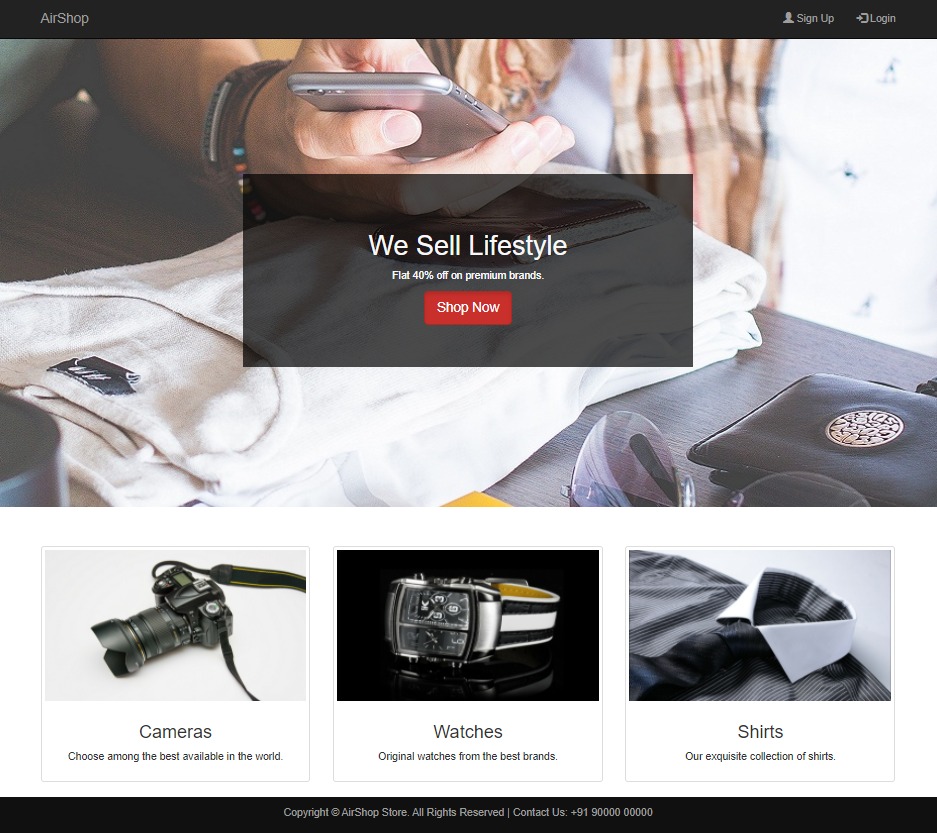 AirShop
Sign Up
Login
We Sell Lifestyle
Flat 40% off on premium brands.
Shop Now
Cameras
Choose among the best available in the world.
Watches
Original watches from the best brands.
Shirts
Our exquisite collection of shirts.
Copyright © AirShop Store. All Rights Reserved | Contact Us: +91 90000 00000